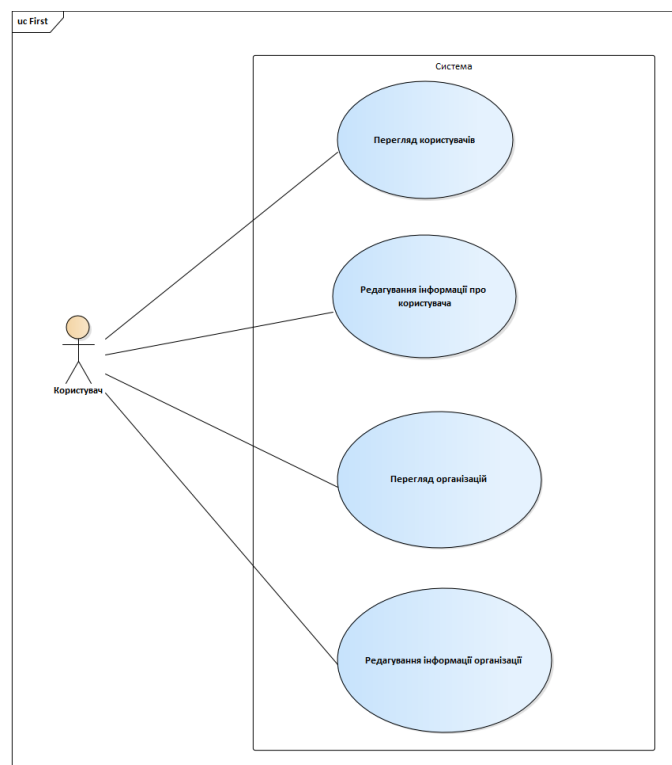 uc First
Система
Перегляд користувачів
Редагування інформації про
користувача
Користувач
Перегляд організацій
Редагування інформації організації